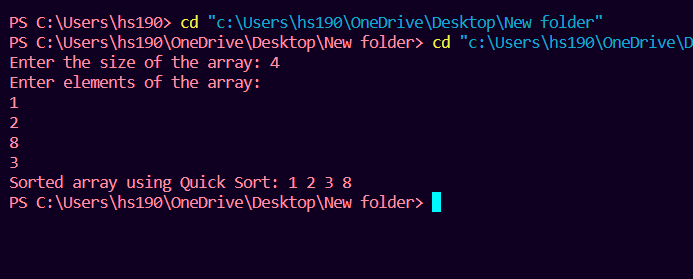 PS C:\Users\hs190> cd "c:\Users\hs190\OneDrive\Desktop\New folder"
PS C:\Users\hs190\OneDrive\Desktop\New folder> cd "c:\Users\hs190\OneDrive\D
Enter the size of the array: 4
Enter elements of the array:
1
2
8
3
Sorted array using Quick Sort: 1 2 3 8
PS C:\Users\hs190\OneDrive\Desktop\New folder>